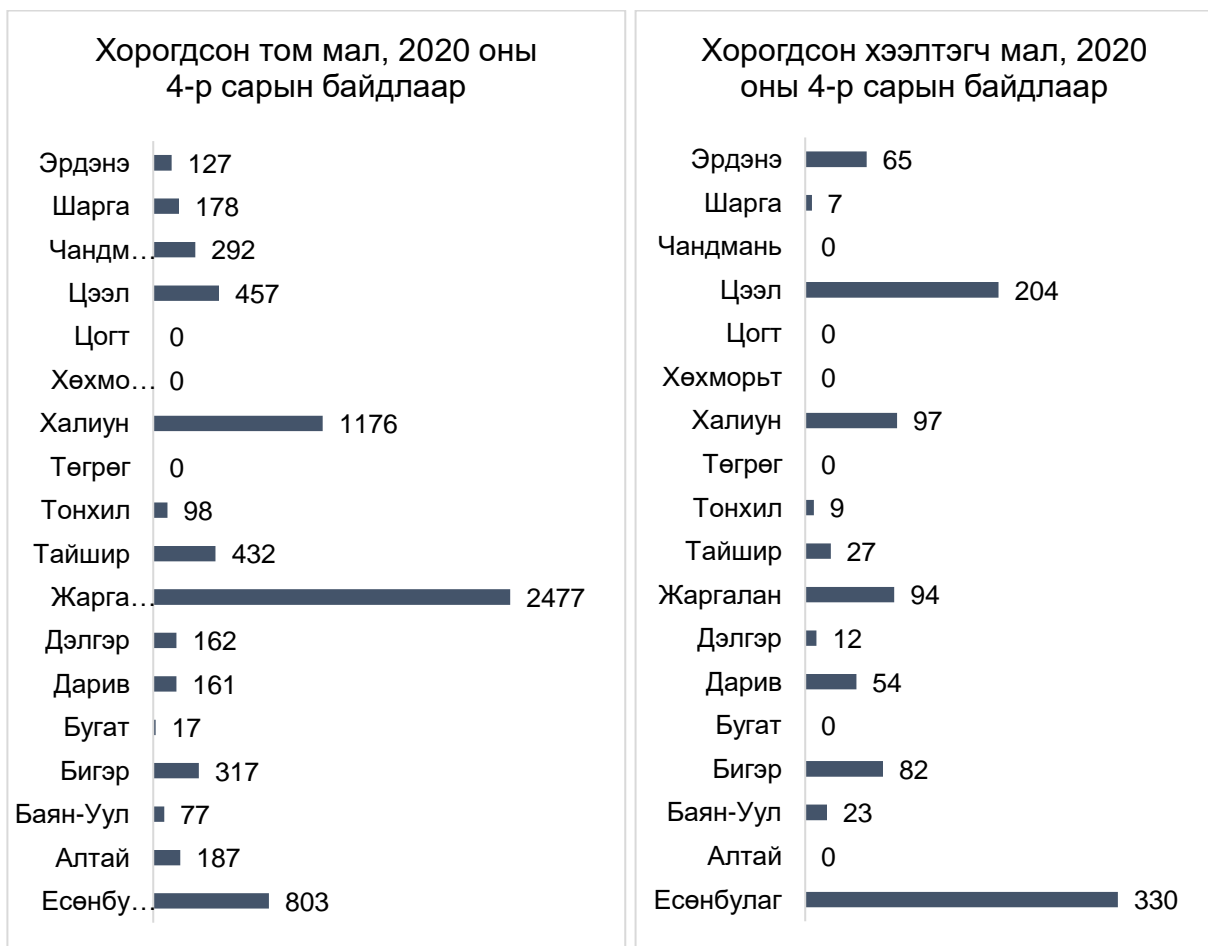 Хорогдсон том мал, 2020 оны
4-р сарын байдлаар
Эрдэнэ 127
Шарга 178
Чандм… 292
Цээл 457
Цогт 0
Хөхмо… 0
Халиун 1176
Төгрөг 0
Тонхил 98
Тайшир 432
Жарга… 2477
Дэлгэр 162
Дарив 161
Бугат 17
Бигэр 317
Баян-Уул 77
Алтай 187
Есөнбу… 803
Хорогдсон хээлтэгч мал, 2020
оны 4-р сарын байдлаар
Эрдэнэ 65
Шарга 7
Чандмань 0
Цээл 204
Цогт 0
Хөхморьт 0
Халиун 97
Төгрөг 0
Тонхил 9
Тайшир 27
Жаргалан 94
Дэлгэр 12
Дарив 54
Бугат 0
Бигэр 82
Баян-Уул 23
Алтай 0
Есөнбулаг 330